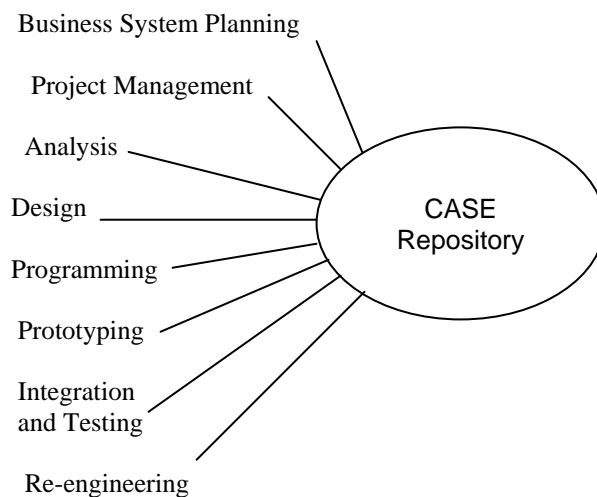 Business System Planning
Project Management
Analysis
Design
Programming
Prototyping
Integration
and Testing
Re-engineering
CASE
Repository